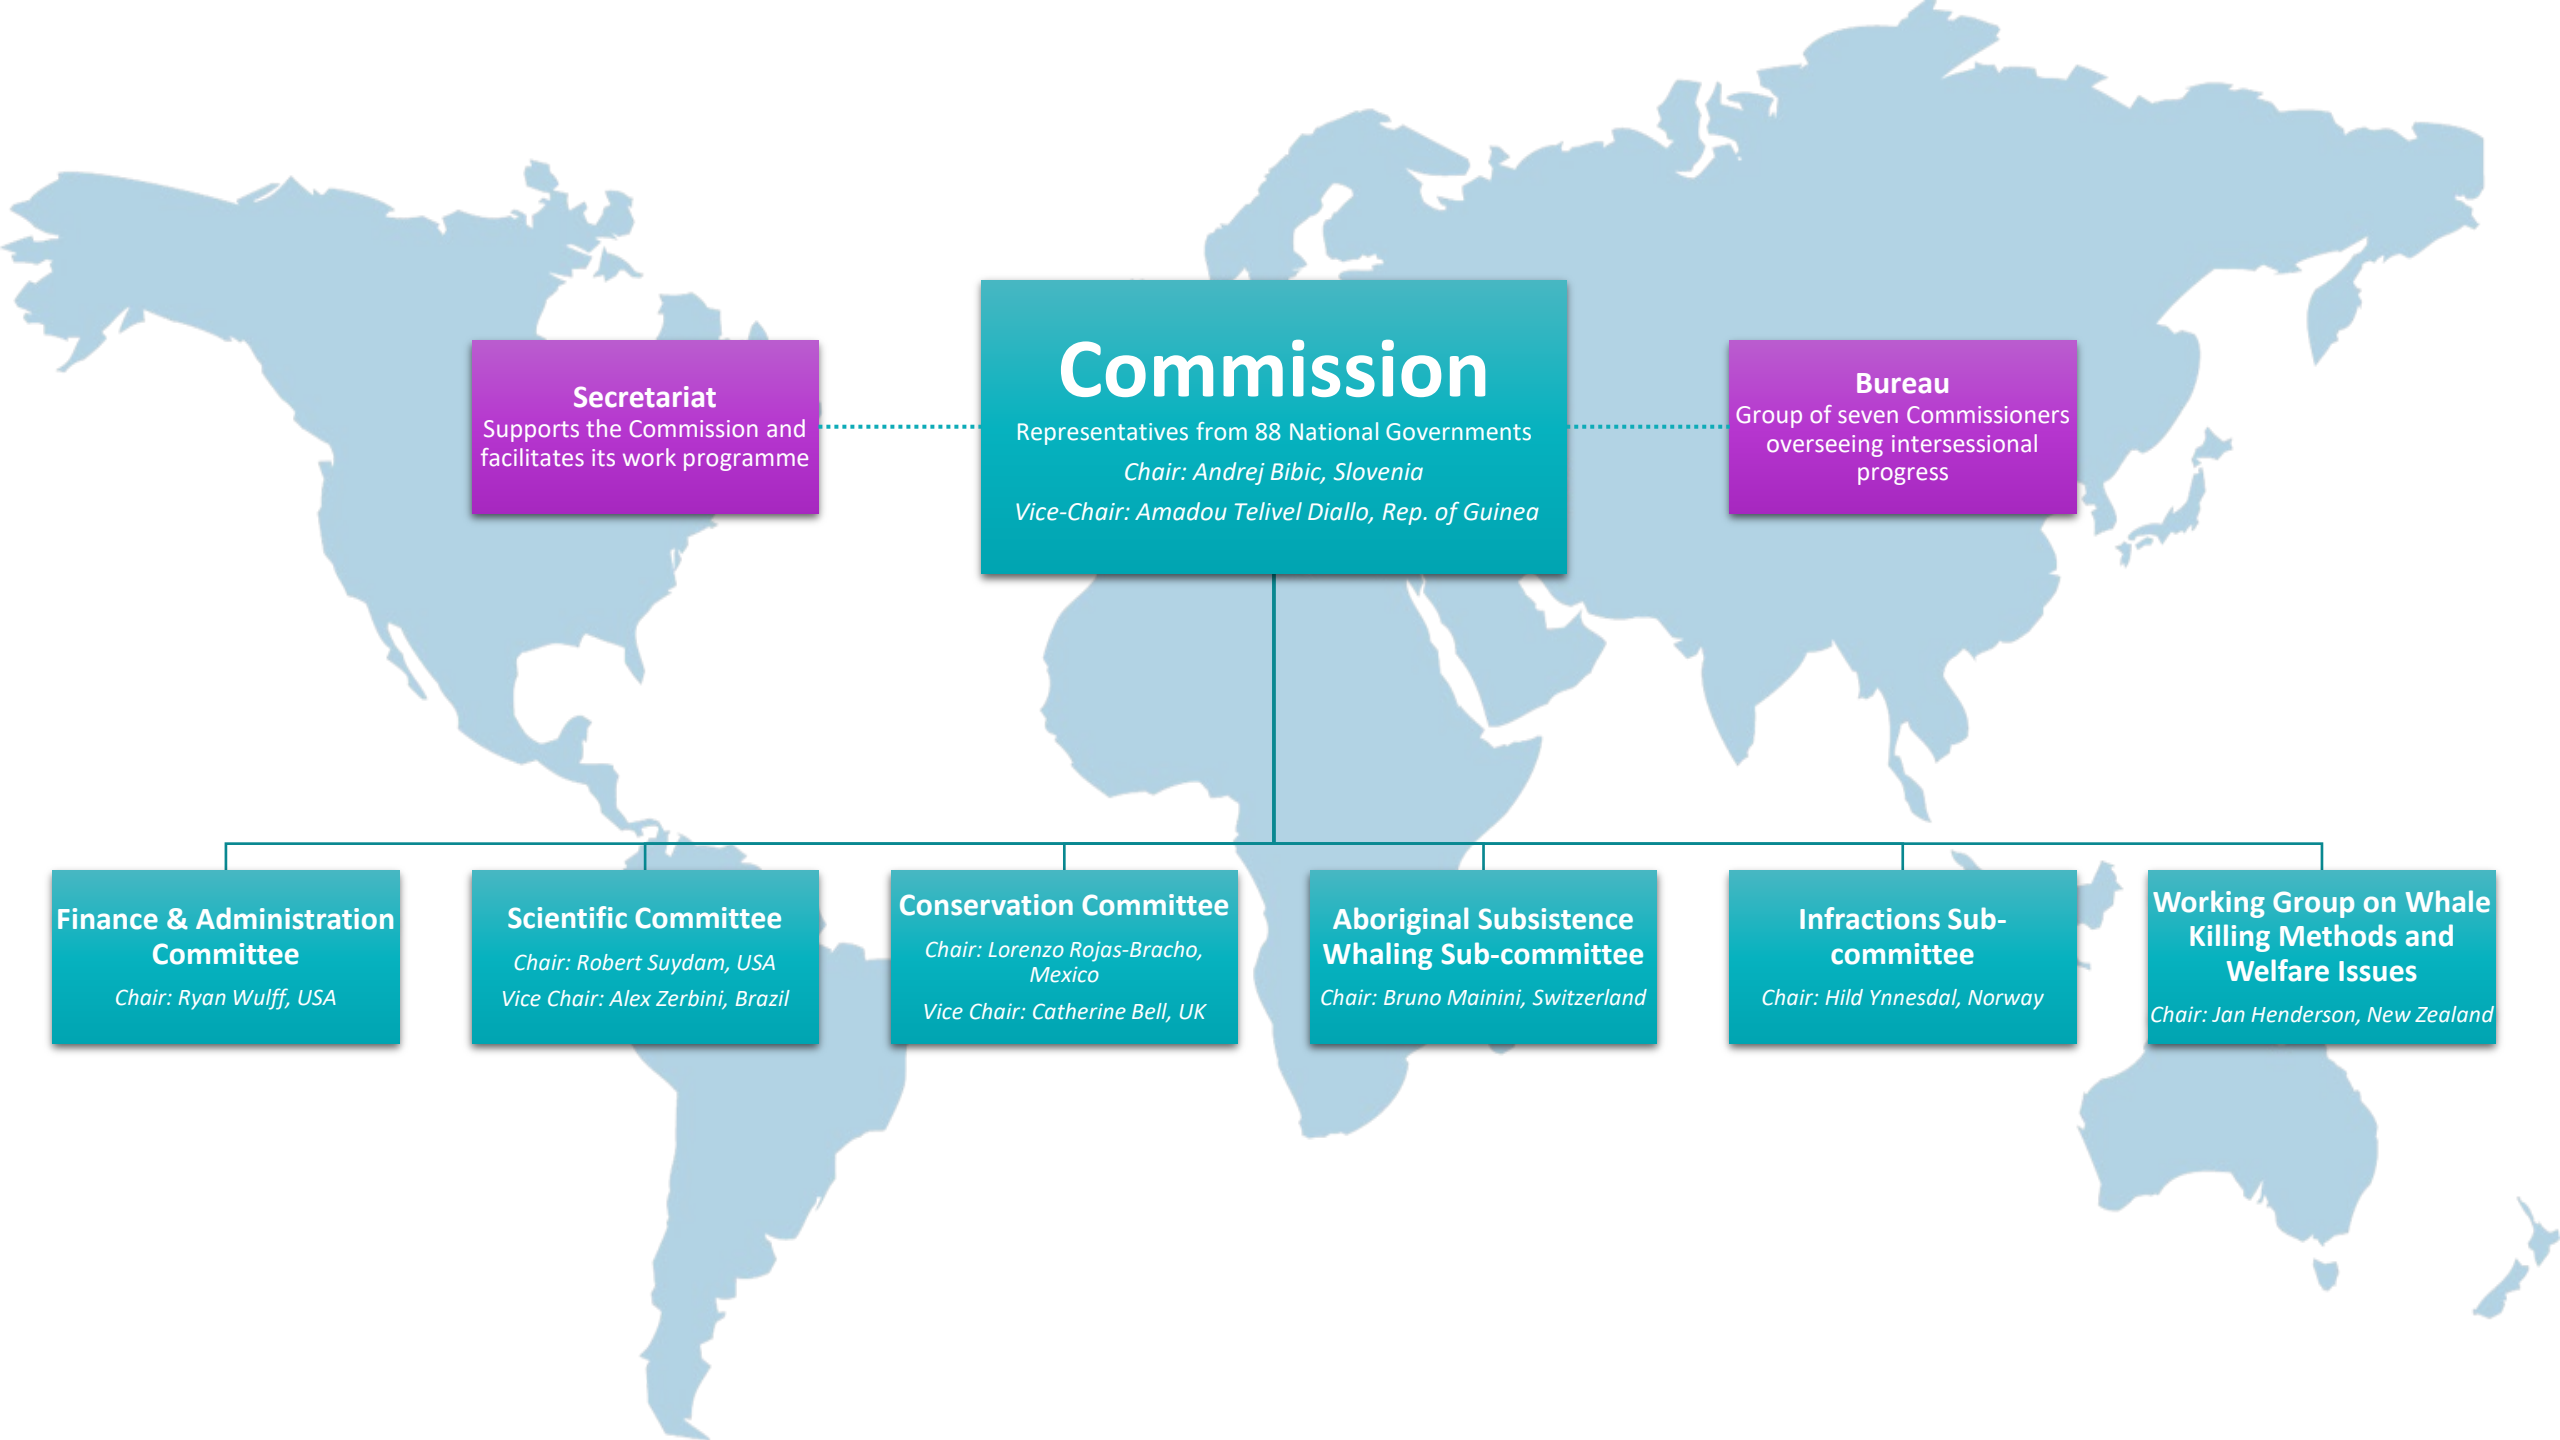 Commission
Representatives from 88 National Governments
Chair: Andrej Bibic, Slovenia
Vice-Chair: Amadou Telivel Diallo, Rep. of Guinea
Secretariat
Supports the Commission and
facilitates its work programme
Bureau
Group of seven Commissioners
overseeing intersessional
progress
Finance & Administration
Committee
Chair: Ryan Wulff, USA
Scientific Committee
Chair: Robert Suydam, USA
Vice Chair: Alex Zerbini, Brazil
Conservation Committee
Chair: Lorenzo Rojas-Bracho,
Mexico
Vice Chair: Catherine Bell, UK
Aboriginal Subsistence
Whaling Sub-committee
Chair: Bruno Mainini, Switzerland
Infractions Sub-
committee
Chair: Hild Ynnesdal, Norway
Working Group on Whale
Killing Methods and
Welfare Issues
Chair: Jan Henderson, New Zealand